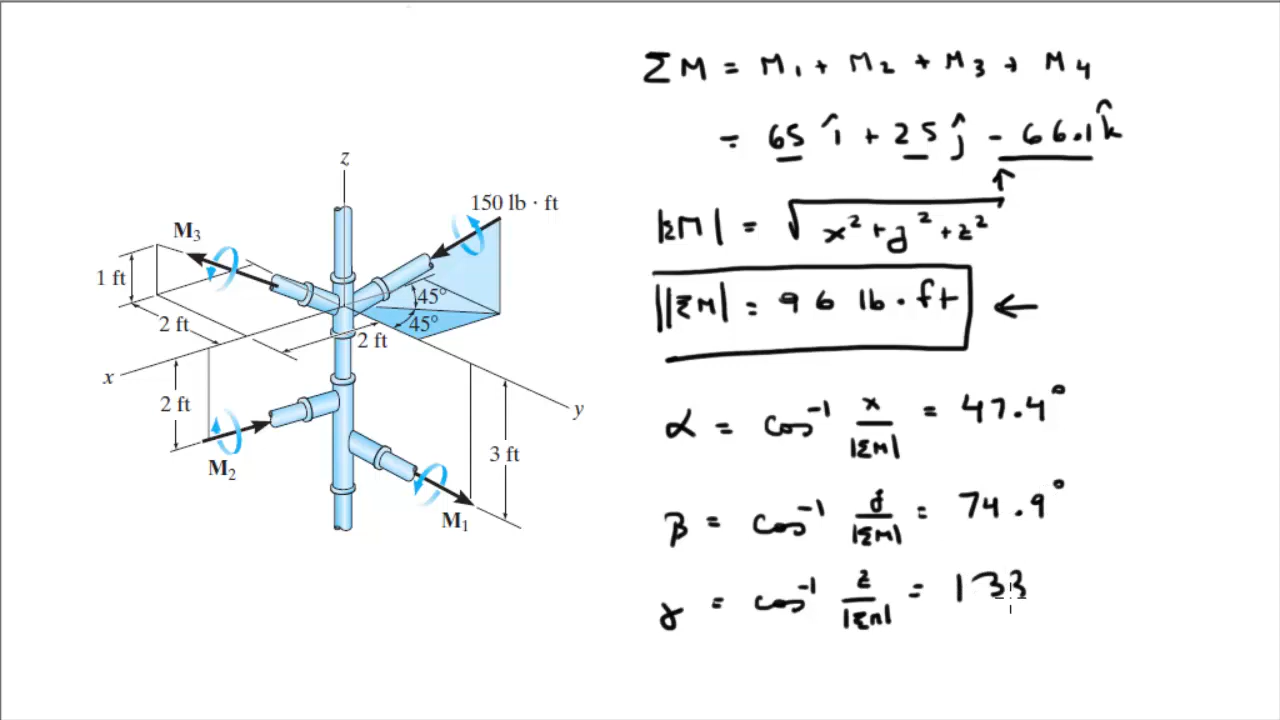 z
150 lb · ft
M₃
1 ft
45°
45°
2 ft
2 ft
x
2 ft
y
3 ft
M₂
M₁
ΣM = M₁ + M₂ + M₃ + M₄
= 65 î + 25 ĵ - 66.1 k̂
|ΣM| = √x² + y² + z²
||ΣM| = 96 lb · ft ←
α = cos⁻¹ x/|ΣM| = 47.4°
β = cos⁻¹ y/|ΣM| = 74.9°
γ = cos⁻¹ z/|ΣM| = 133